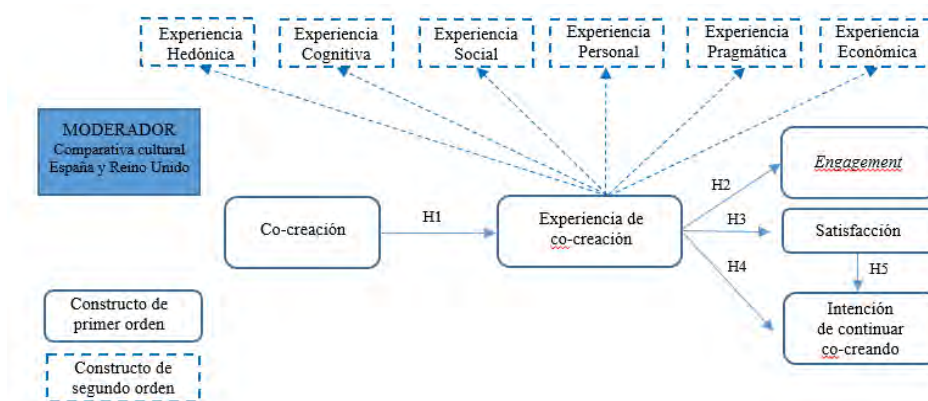 Experiencia
Hedónica
Experiencia
Cognitiva
Experiencia
Social
Experiencia
Personal
Experiencia
Pragmática
Experiencia
Económica
MODERADOR
Comparativa cultural
España y Reino Unido
Co-creación
H1
Experiencia de
co-creación
H2
H3
H4
Engagement
Satisfacción
H5
Intención
de continuar
co-creando
Constructo de
primer orden
Constructo de
segundo orden